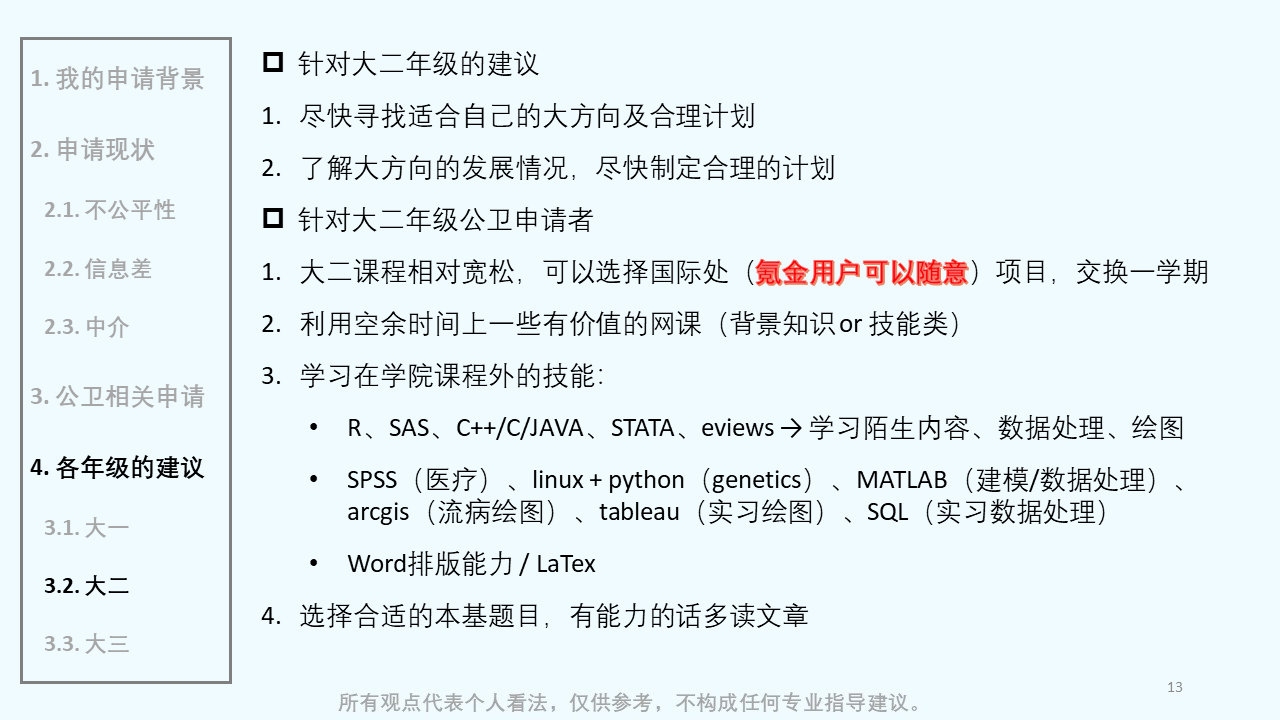 1. 我的申请背景
2. 申请现状
2.1. 不公平性
2.2. 信息差
2.3. 中介
3. 公卫相关申请
4. 各年级的建议
3.1. 大一
3.2. 大二
3.3. 大三
针对大二年级的建议
1. 尽快寻找适合自己的大方向及合理计划
2. 了解大方向的发展情况，尽快制定合理的计划
针对大二年级公卫申请者
1. 大二课程相对宽松，可以选择国际处（氪金用户可以随意）项目，交换一学期
2. 利用空余时间上一些有价值的网课（背景知识or 技能类）
3. 学习在学院课程外的技能：
• R、SAS、C++/C/JAVA、STATA、eviews → 学习陌生内容、数据处理、绘图
• SPSS（医疗）、linux + python（genetics）、MATLAB（建模/数据处理）、
arcgis（流病绘图）、tableau（实习绘图）、SQL（实习数据处理）
• Word排版能力 / LaTex
4. 选择合适的本基题目，有能力的话多读文章
13
所有观点代表个人看法，仅供参考，不构成任何专业指导建议。